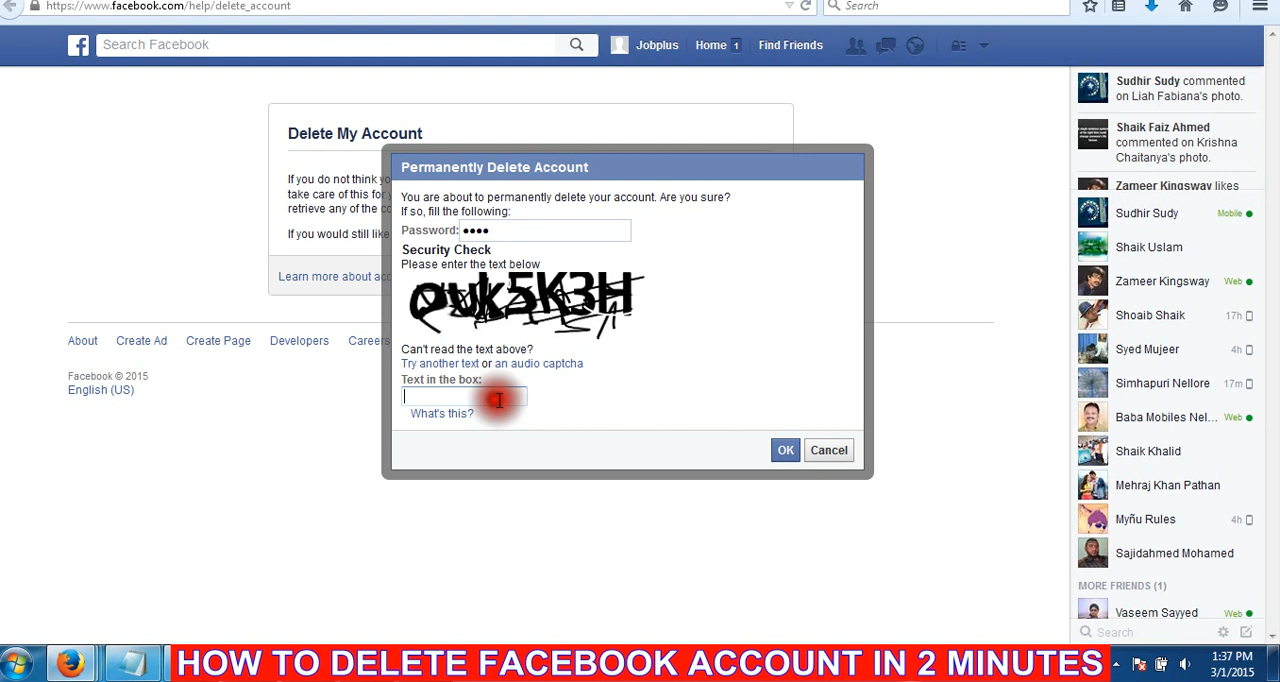 https://www.facebook.com/help/delete_account
Search
Search Facebook
Jobplus
Home 1
Find Friends
Delete My Account
If you do not think yo
take care of this for y
retrieve any of the co
If you would still like
Learn more about acc
Permanently Delete Account
You are about to permanently delete your account. Are you sure?
If so, fill the following:
Password: ●●●●
Security Check
Please enter the text below
Can't read the text above?
Try another text or an audio captcha
Text in the box:
What's this?
OK
Cancel
About
Create Ad
Create Page
Developers
Careers
Facebook © 2015
English (US)
Sudhir Sudy commented
on Liah Fabiana's photo.
Shaik Faiz Ahmed
commented on Krishna
Chaitanya's photo.
Zameer Kingsway likes
Sudhir Sudy Mobile
Shaik Uslam
Zameer Kingsway Web
Shoaib Shaik 17h
Syed Mujeer 4h
Simhapuri Nellore 17m
Baba Mobiles Nel... Web
Shaik Khalid
Mehraj Khan Pathan
Myñu Rules 4h
Sajidahmed Mohamed
MORE FRIENDS (1)
Vaseem Sayyed Web
Search
HOW TO DELETE FACEBOOK ACCOUNT IN 2 MINUTES
1:37 PM
3/1/2015